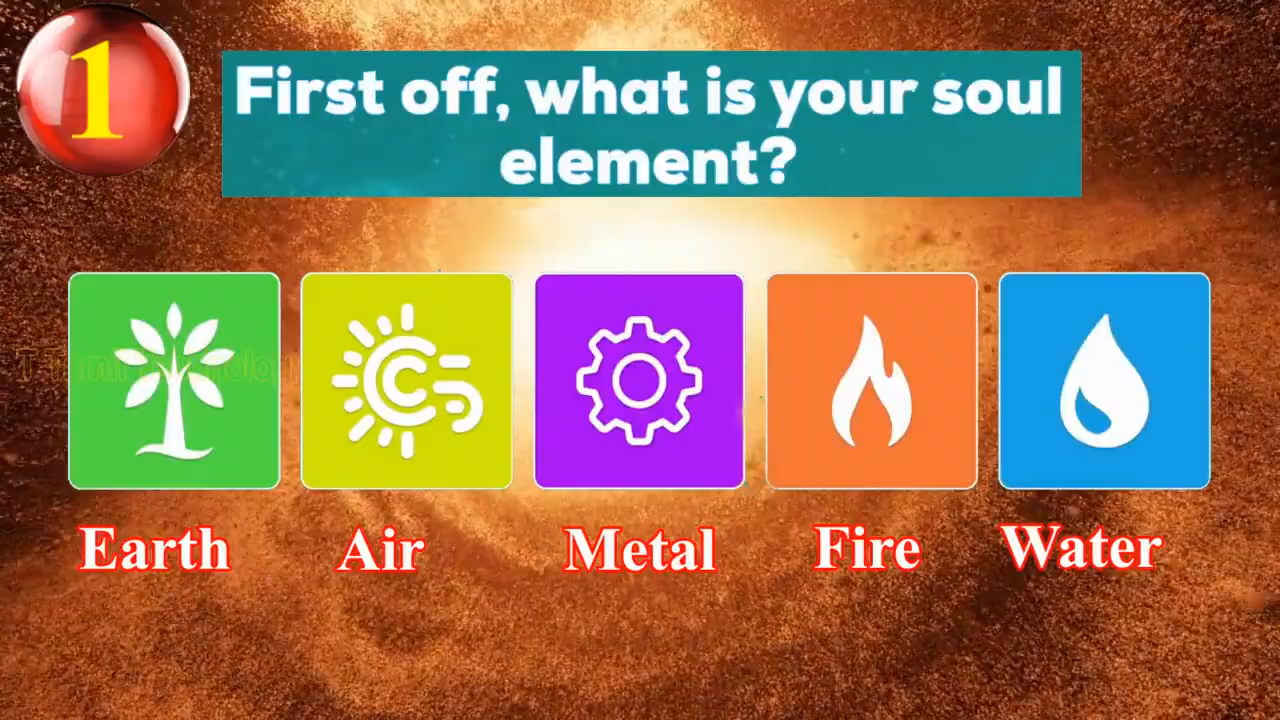 1
First off, what is your soul
element?
Earth
Air
Metal
Fire
Water